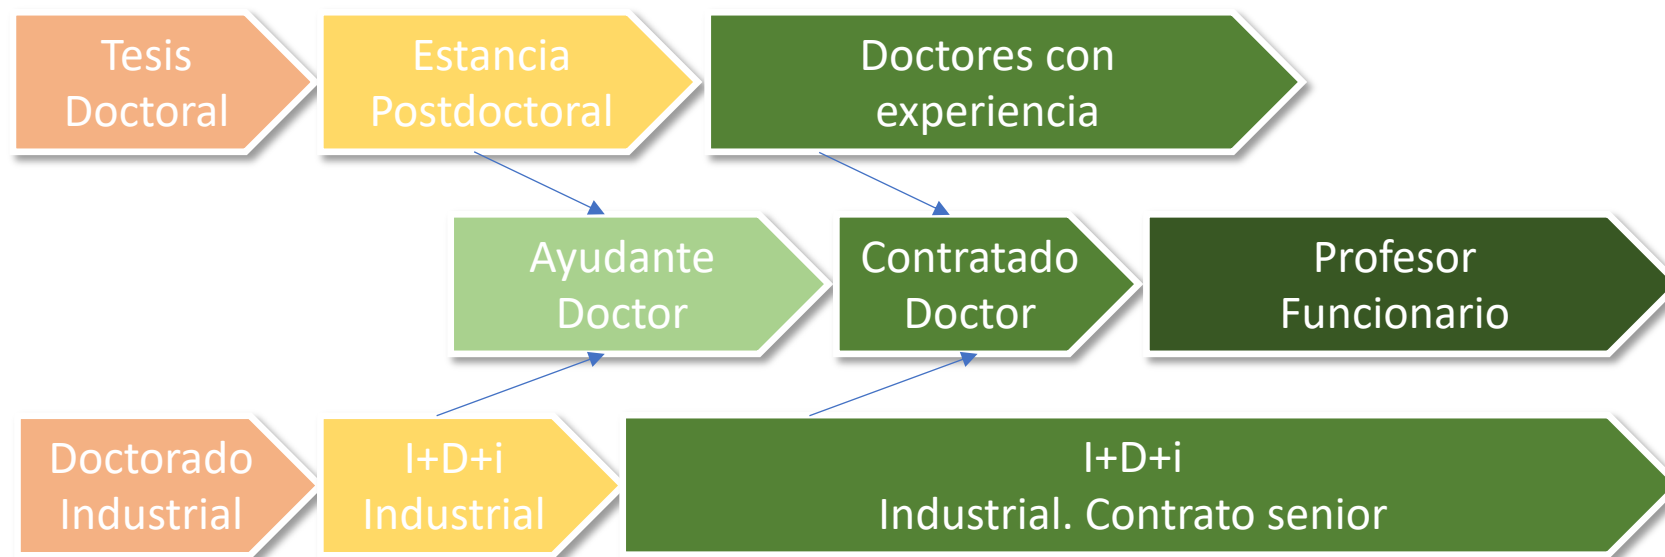 Tesis
Doctoral
Estancia
Postdoctoral
Doctores con
experiencia
Ayudante
Doctor
Contratado
Doctor
Profesor
Funcionario
Doctorado
Industrial
I+D+i
Industrial
I+D+i
Industrial. Contrato senior